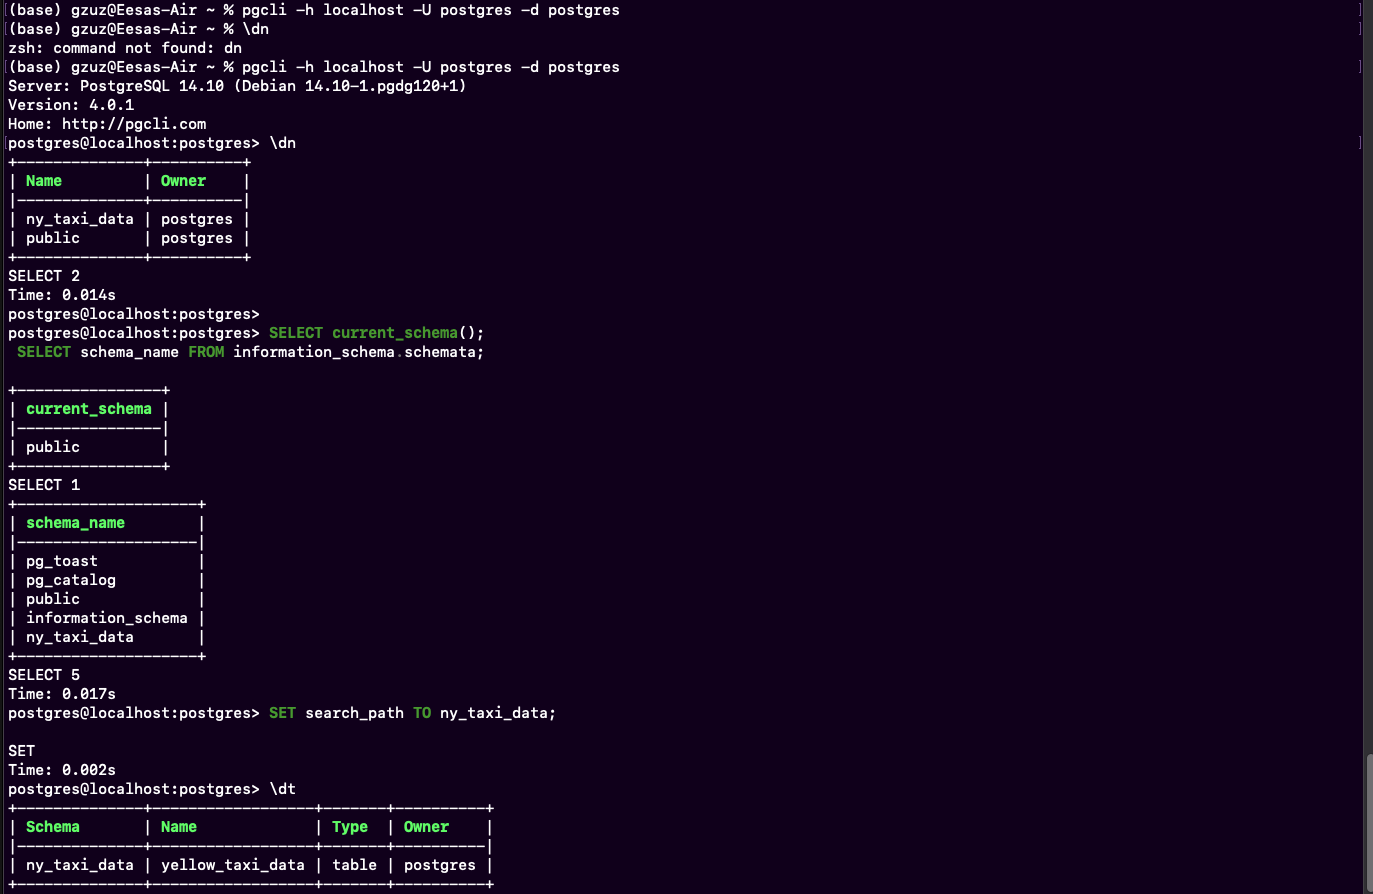 (base) gzuz@Eesas-Air ~ % pgcli -h localhost -U postgres -d postgres
(base) gzuz@Eesas-Air ~ % \dn
zsh: command not found: dn
(base) gzuz@Eesas-Air ~ % pgcli -h localhost -U postgres -d postgres
Server: PostgreSQL 14.10 (Debian 14.10-1.pgdg120+1)
Version: 4.0.1
Home: http://pgcli.com
postgres@localhost:postgres> \dn
+--------------+----------+
| Name         | Owner    |
|--------------+----------|
| ny_taxi_data | postgres |
| public       | postgres |
+--------------+----------+
SELECT 2
Time: 0.014s
postgres@localhost:postgres>
postgres@localhost:postgres> SELECT current_schema();
 SELECT schema_name FROM information_schema.schemata;

+----------------+
| current_schema |
|----------------|
| public         |
+----------------+
SELECT 1
+--------------------+
| schema_name        |
|--------------------|
| pg_toast           |
| pg_catalog         |
| public             |
| information_schema |
| ny_taxi_data       |
+--------------------+
SELECT 5
Time: 0.017s
postgres@localhost:postgres> SET search_path TO ny_taxi_data;

SET
Time: 0.002s
postgres@localhost:postgres> \dt
+--------------+------------------+-------+----------+
| Schema       | Name             | Type  | Owner    |
|--------------+------------------+-------+----------|
| ny_taxi_data | yellow_taxi_data | table | postgres |
+--------------+------------------+-------+----------+